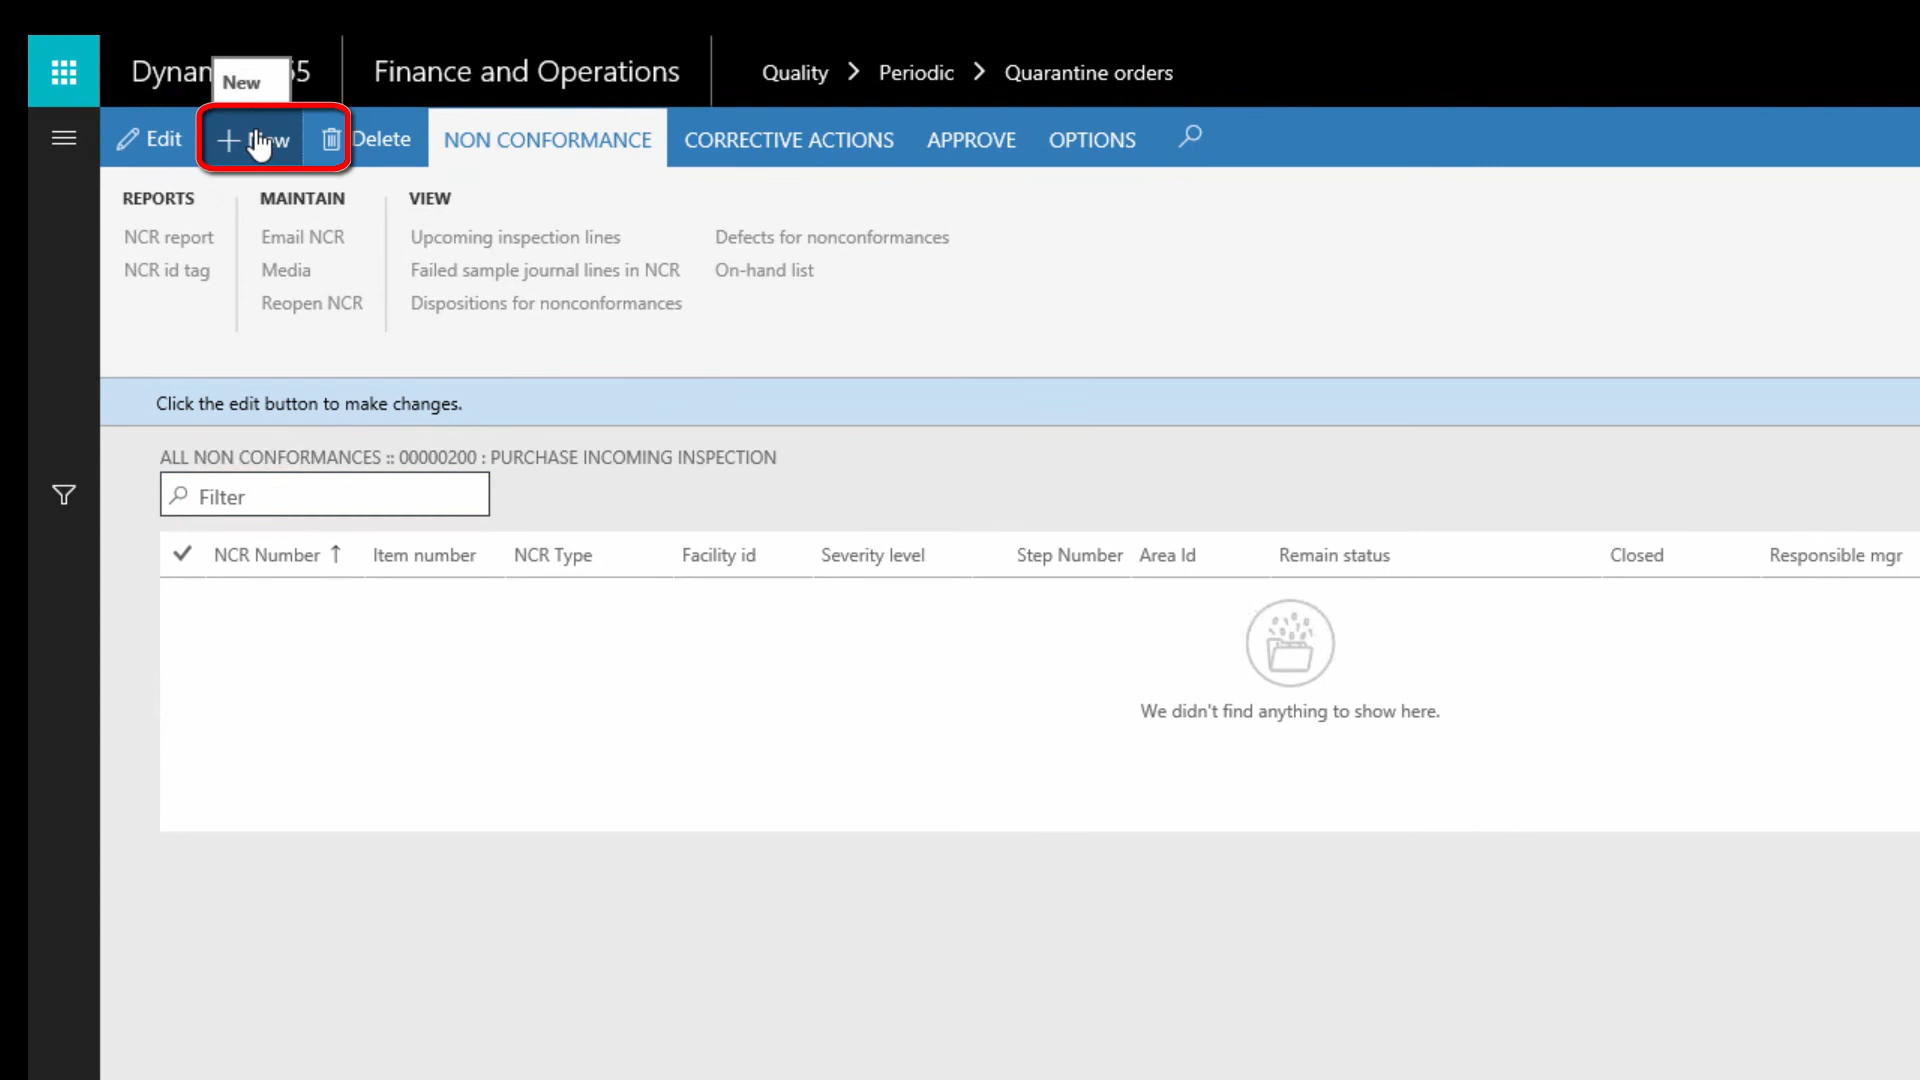 New
Finance and Operations
Quality > Periodic > Quarantine orders
Edit
Delete
NON CONFORMANCE
CORRECTIVE ACTIONS
APPROVE
OPTIONS
REPORTS
NCR report
NCR id tag
MAINTAIN
Email NCR
Media
Reopen NCR
VIEW
Upcoming inspection lines
Failed sample journal lines in NCR
Dispositions for nonconformances
Defects for nonconformances
On-hand list
Click the edit button to make changes.
ALL NON CONFORMANCES :: 00000200 : PURCHASE INCOMING INSPECTION
Filter
NCR Number ↑ Item number NCR Type Facility id Severity level Step Number Area Id Remain status Closed Responsible mgr
We didn't find anything to show here.